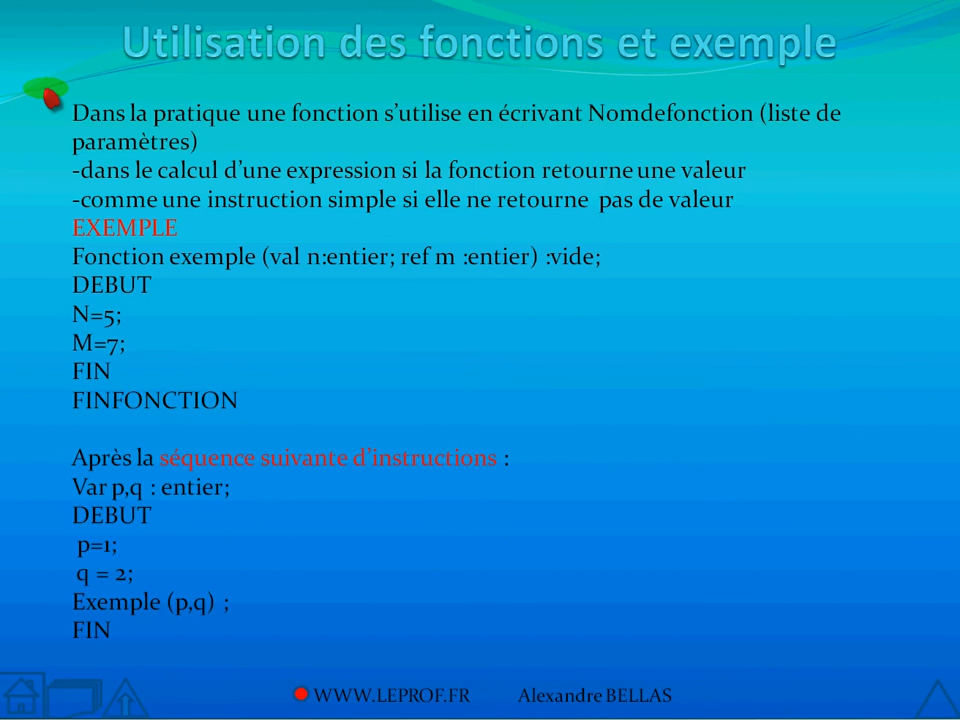 Utilisation des fonctions et exemple
Dans la pratique une fonction s’utilise en écrivant Nomdefonction (liste de
paramètres)
-dans le calcul d’une expression si la fonction retourne une valeur
-comme une instruction simple si elle ne retourne pas de valeur
EXEMPLE
Fonction exemple (val n:entier; ref m :entier) :vide;
DEBUT
N=5;
M=7;
FIN
FINFONCTION
Après la séquence suivante d’instructions :
Var p,q : entier;
DEBUT
p=1;
q = 2;
Exemple (p,q) ;
FIN
WWW.LEPROF.FR Alexandre BELLAS